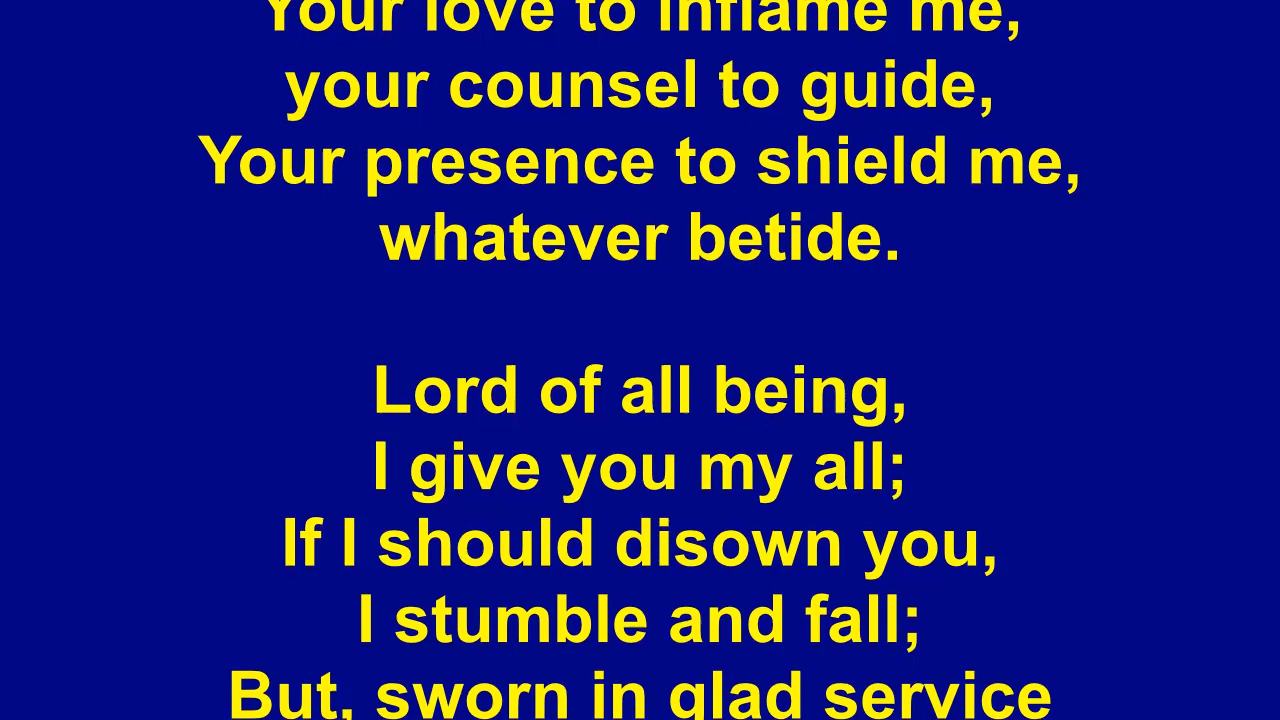 Your love to inflame me,
your counsel to guide,
Your presence to shield me,
whatever betide.
Lord of all being,
I give you my all;
If I should disown you,
I stumble and fall;
But, sworn in glad service